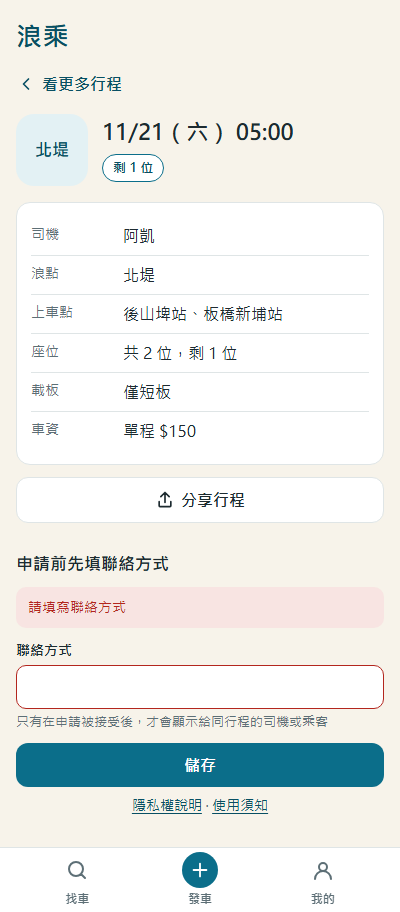 浪乘
看更多行程
北堤
11/21（六）05:00
剩 1 位
司機 阿凱
浪點 北堤
上車點 後山埤站、板橋新埔站
座位 共 2 位，剩 1 位
載板 僅短板
車資 單程 $150
分享行程
申請前先填聯絡方式
請填寫聯絡方式
聯絡方式
只有在申請被接受後，才會顯示給同行程的司機或乘客
儲存
隱私權說明 · 使用須知
找車 發車 我的